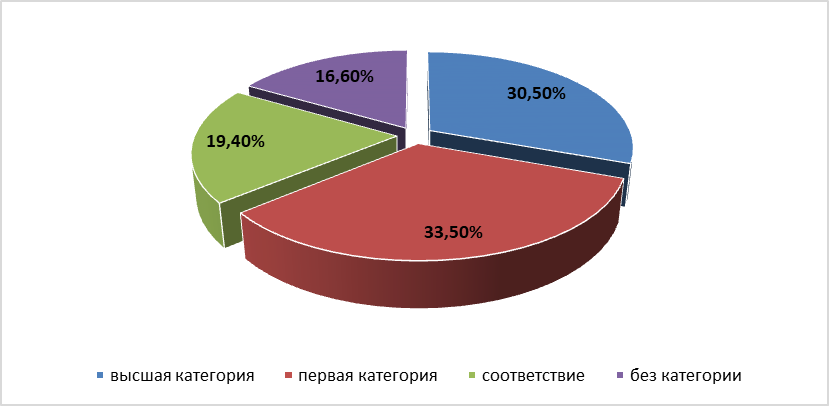 16,60%
30,50%
19,40%
33,50%
высшая категория первая категория соответствие без категории